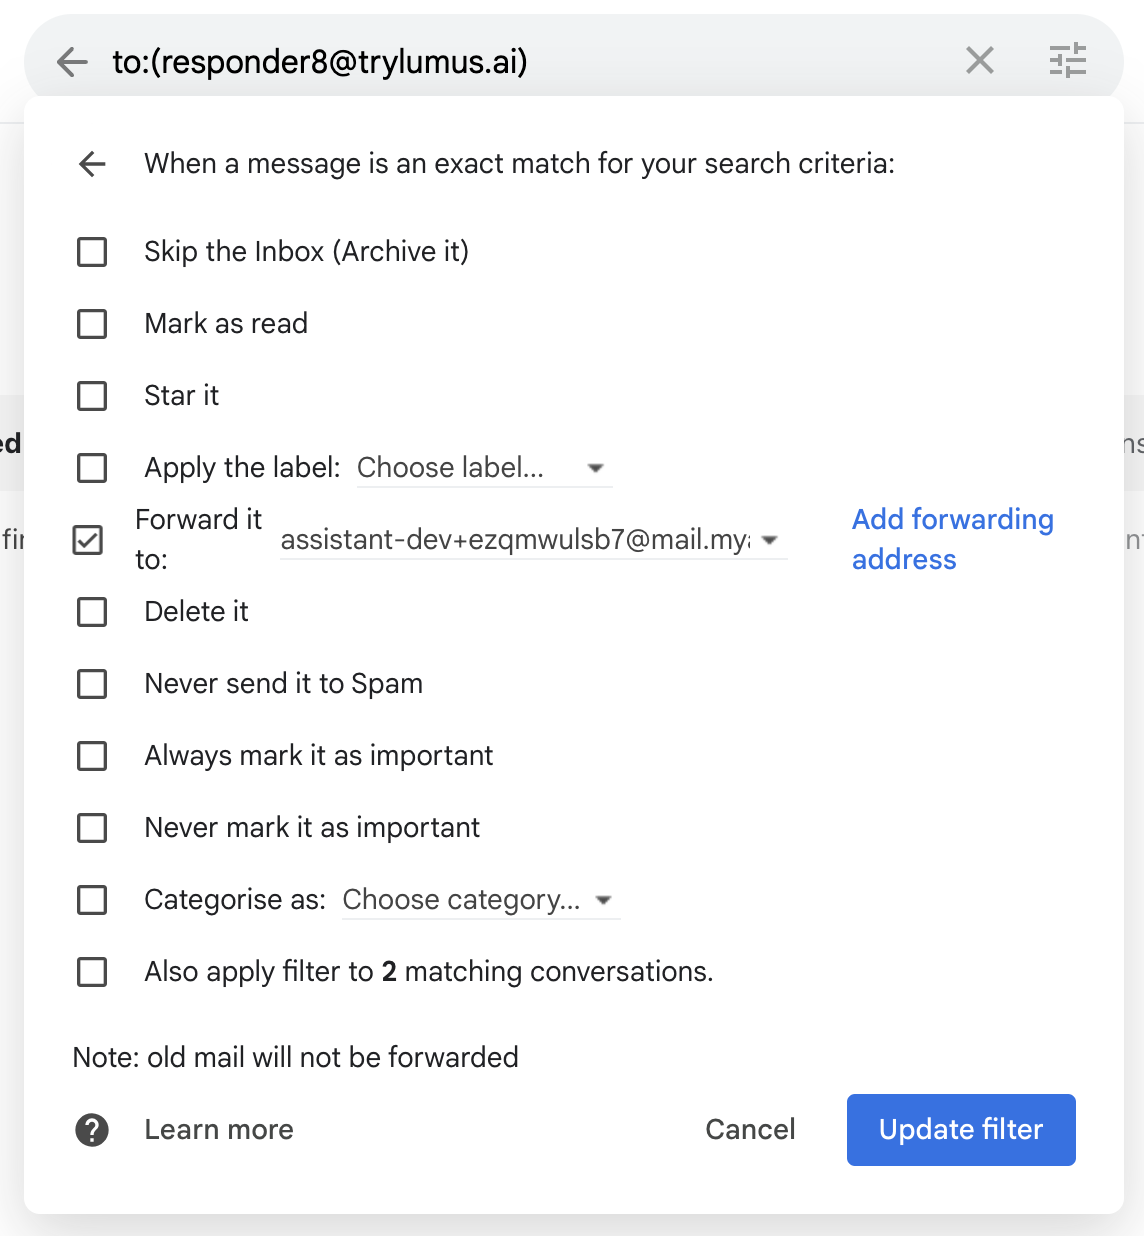 to:(responder8@trylumus.ai)
When a message is an exact match for your search criteria:
Skip the Inbox (Archive it)
Mark as read
Star it
Apply the label: Choose label...
Forward it to: assistant-dev+ezqmwulsb7@mail.my
Add forwarding address
Delete it
Never send it to Spam
Always mark it as important
Never mark it as important
Categorise as: Choose category...
Also apply filter to 2 matching conversations.
Note: old mail will not be forwarded
Learn more
Cancel
Update filter